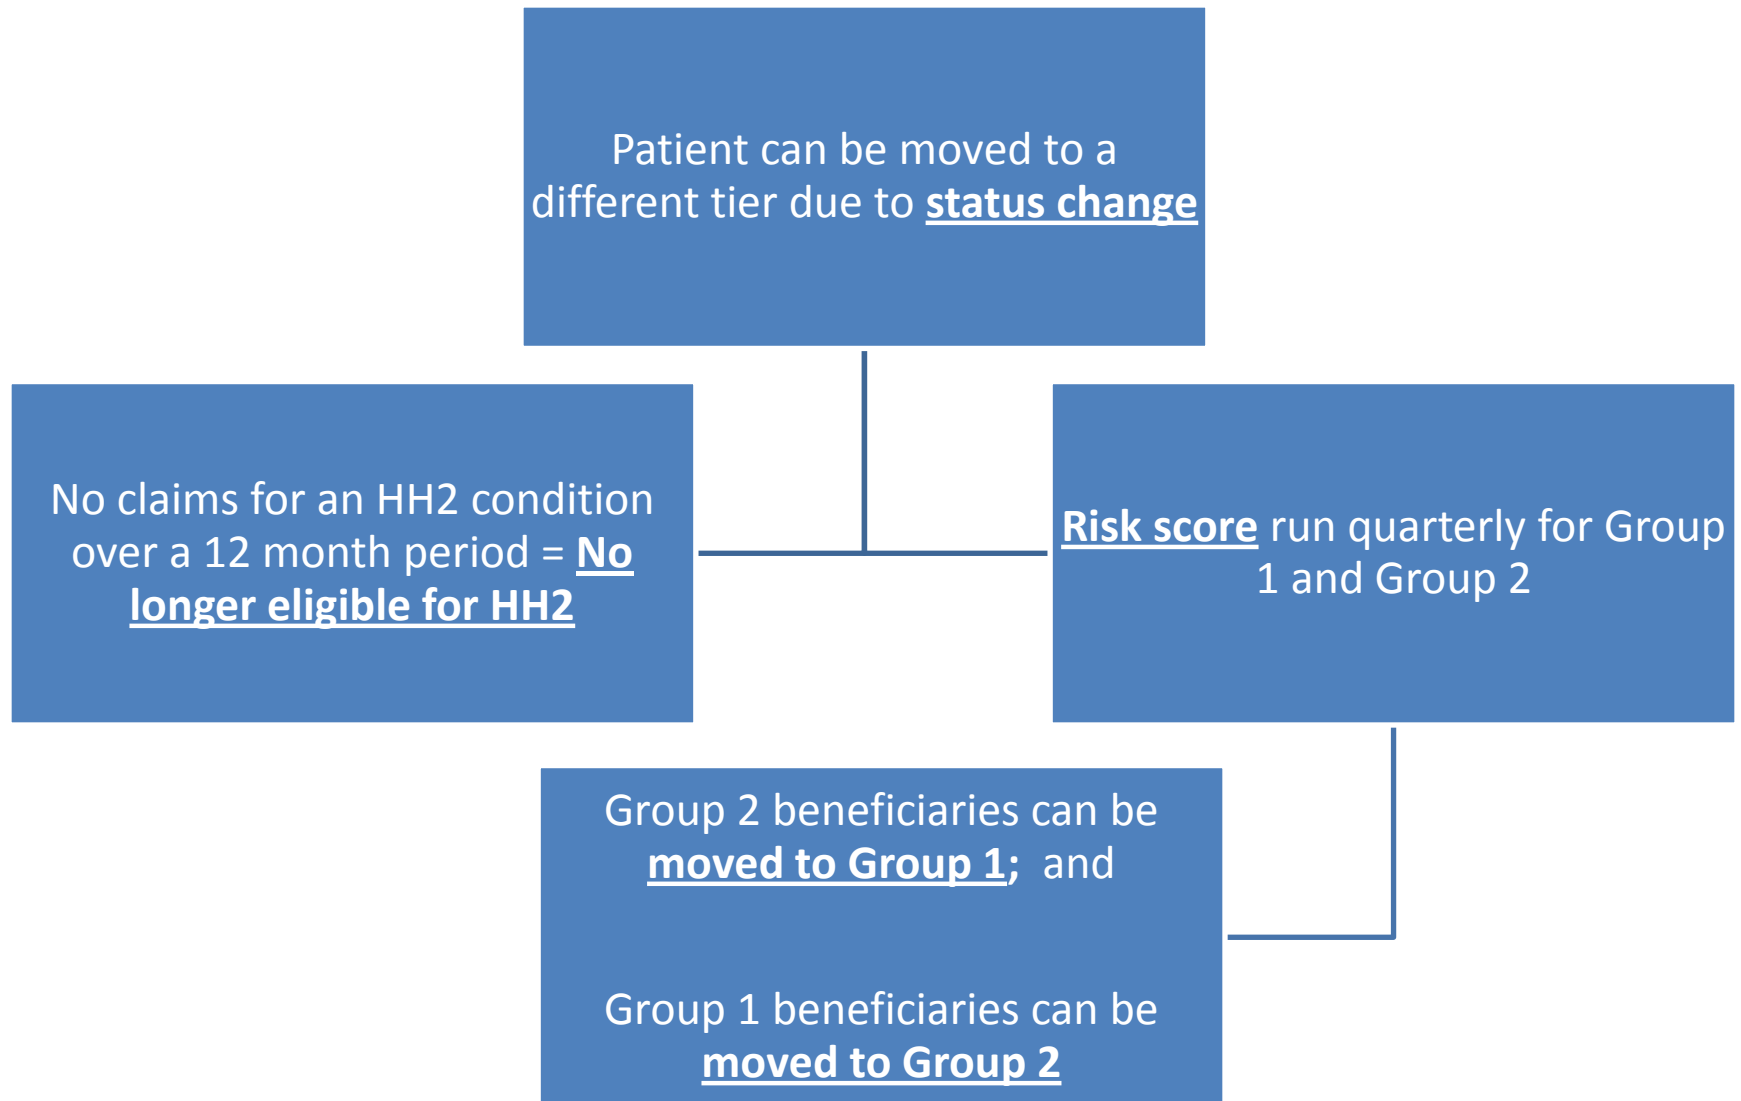 Patient can be moved to a
different tier due to status change
No claims for an HH2 condition
over a 12 month period = No
longer eligible for HH2
Risk score run quarterly for Group
1 and Group 2
Group 2 beneficiaries can be
moved to Group 1; and
Group 1 beneficiaries can be
moved to Group 2